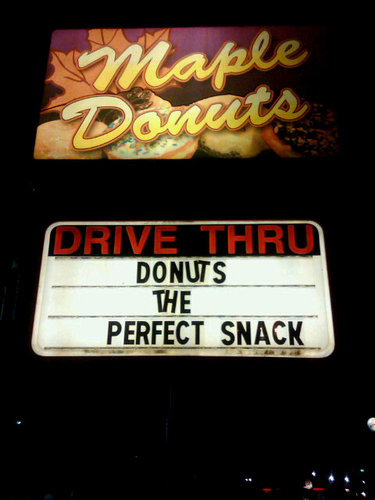 Maple
Donuts
DRIVE THRU
DONUTS
THE
PERFECT SNACK